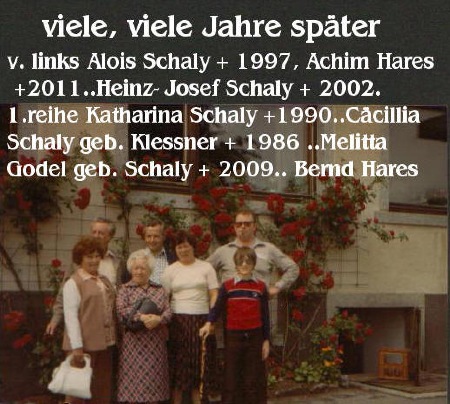 viele, viele Jahre später
v. links Alois Schaly + 1997, Achim Hares
+2011..Heinz- Josef Schaly + 2002.
1.reihe Katharina Schaly +1990..Cäcillia
Schaly geb. Klessner + 1986 ..Melitta
Godel geb. Schaly + 2009.. Bernd Hares